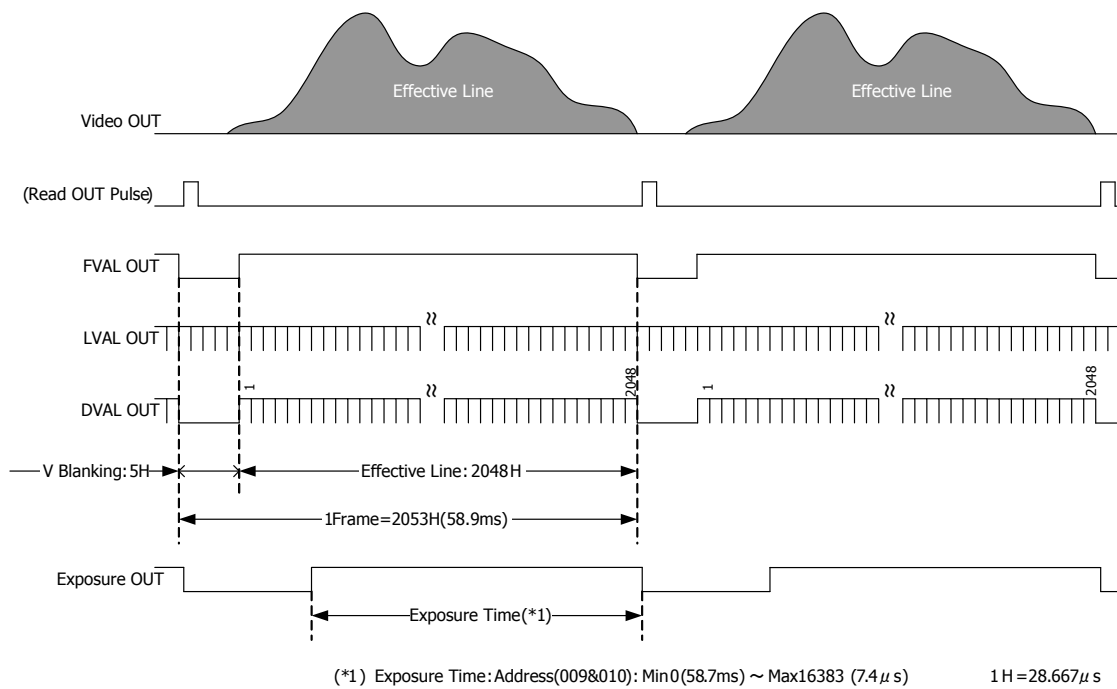 Effective Line
Effective Line
Video OUT
(Read OUT Pulse)
FVAL OUT
LVAL OUT
DVAL OUT
1
2048
1
2048
V Blanking:5H
Effective Line:2048H
1Frame=2053H(58.9ms)
Exposure OUT
Exposure Time(*1)
(*1) Exposure Time:Address(009&010): Min0(58.7ms) ~ Max16383 (7.4μs) 1H=28.667μs